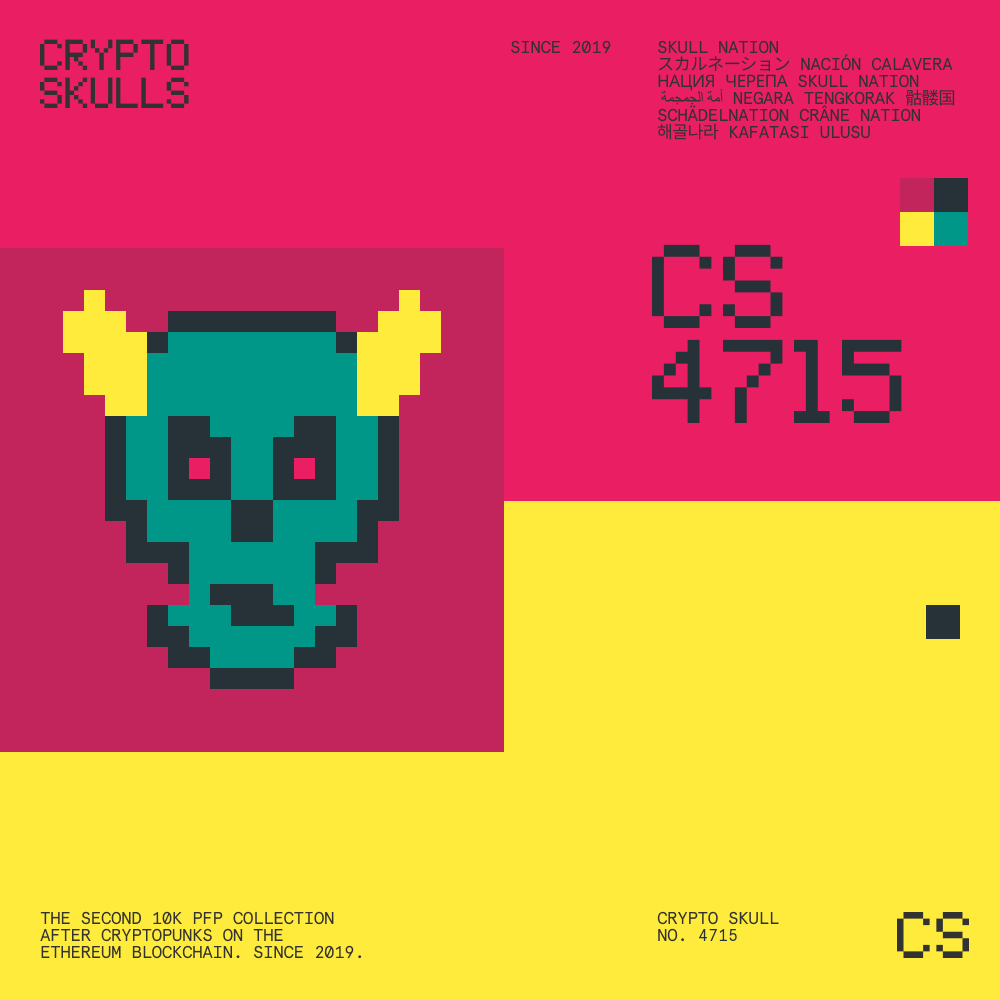 CRYPTO
SKULLS
SINCE 2019
SKULL NATION
スカルネーション NACIÓN CALAVERA
НАЦИЯ ЧЕРЕПА SKULL NATION
أمة الجمجمة NEGARA TENGKORAK 骷髅国
SCHÄDELNATION CRÂNE NATION
해골나라 KAFATASI ULUSU
CS
4715
THE SECOND 10K PFP COLLECTION
AFTER CRYPTOPUNKS ON THE
ETHEREUM BLOCKCHAIN. SINCE 2019.
CRYPTO SKULL
NO. 4715
CS